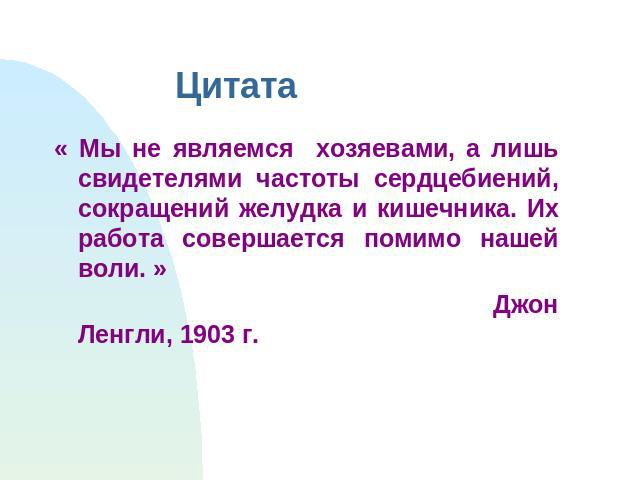 Цитата
« Мы не является хозяевами, а лишь
свидетелями частоты сердцебиений,
сокращений желудка и кишечника. Их
работа совершается помимо нашей
воли. »
Джон
Ленгли, 1903 г.